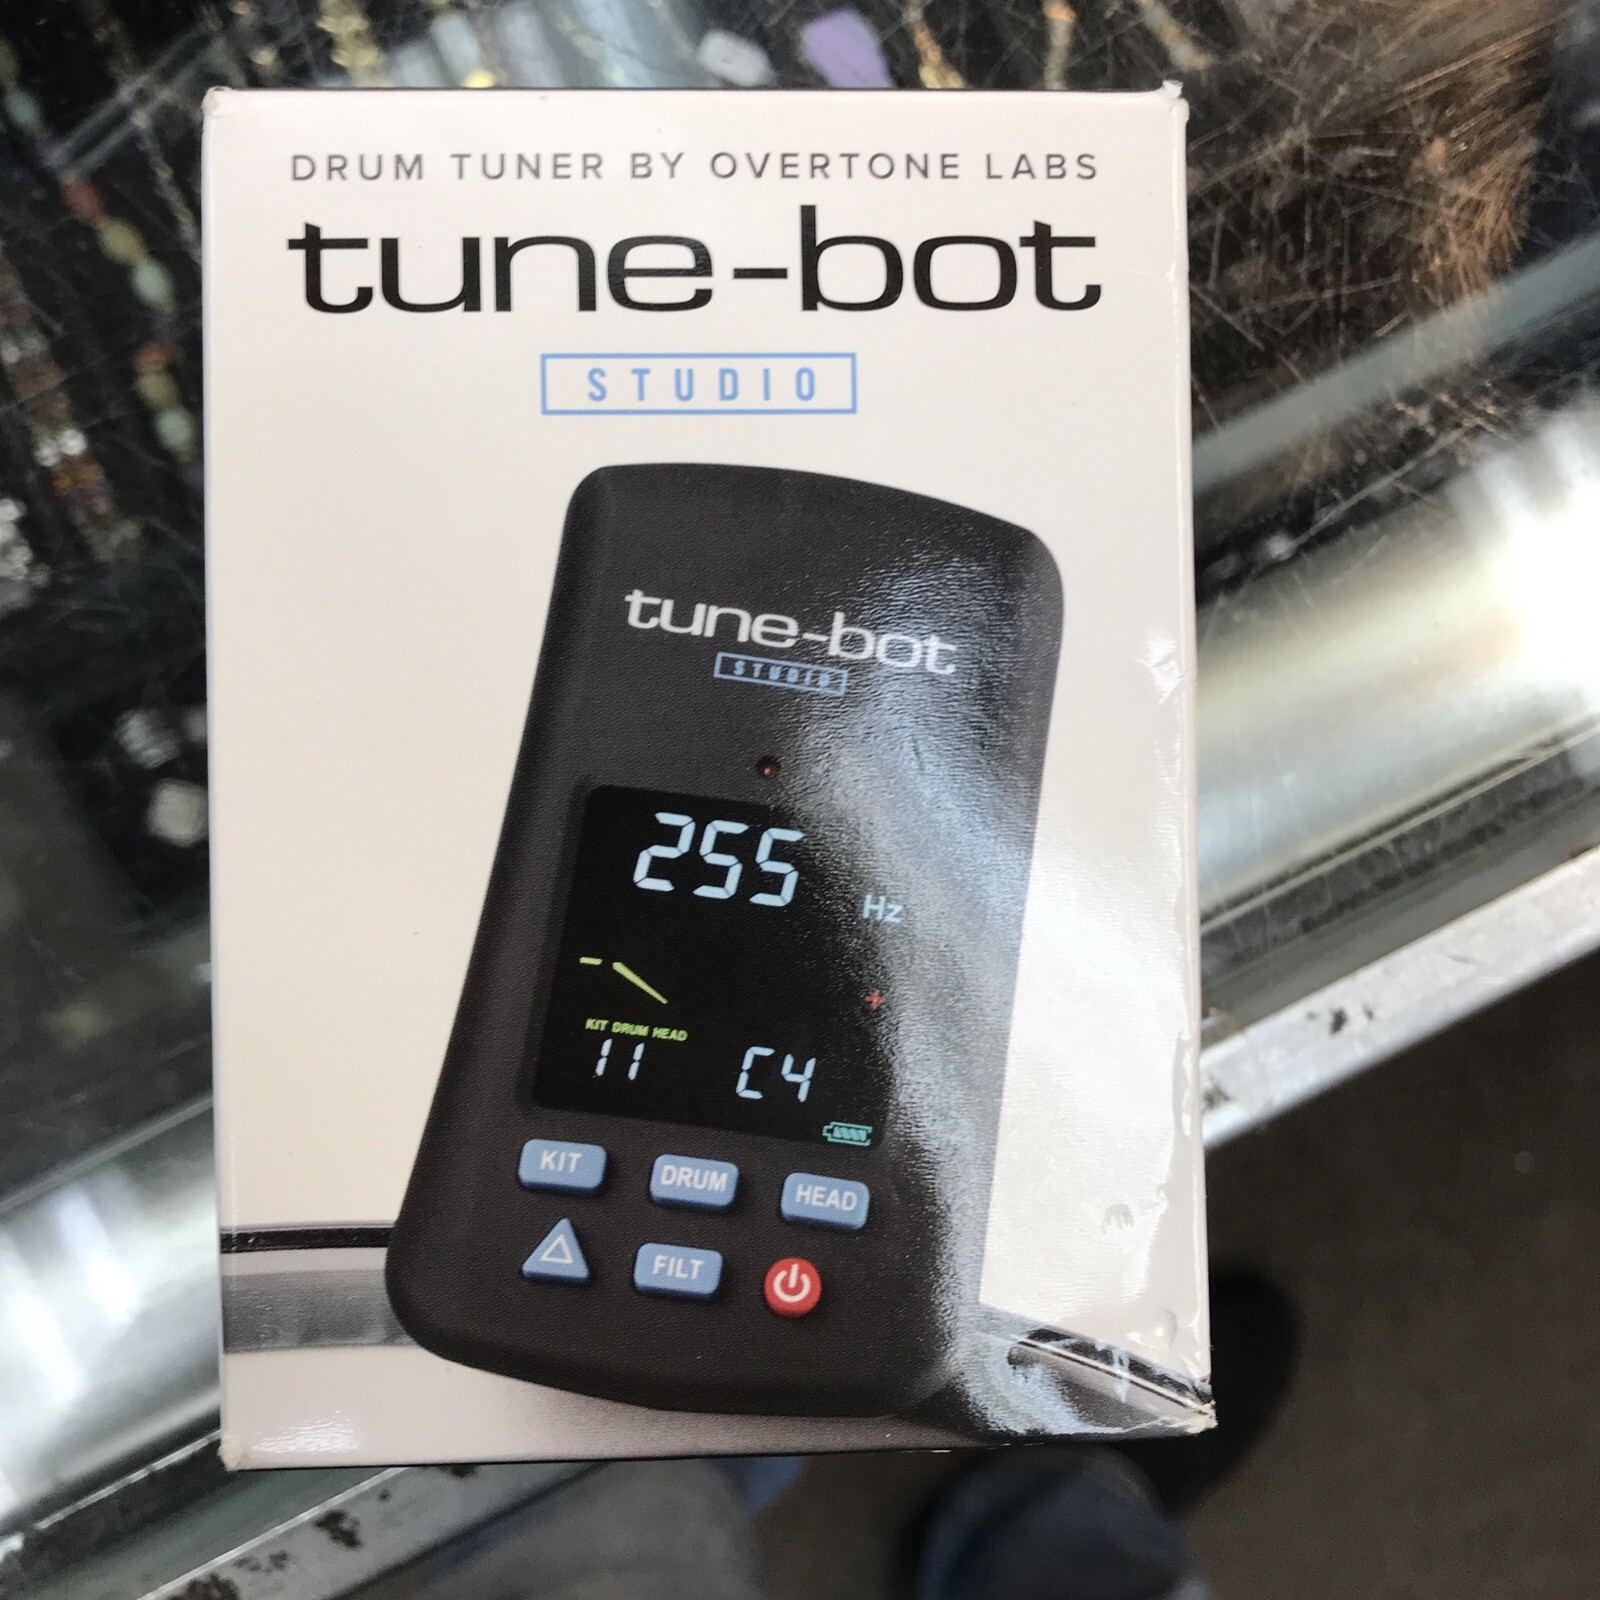 DRUM TUNER BY OVERTONE LABS
tune-bot
STUDIO
tune-bot
STUDIO
255 Hz
- +
KIT DRUM HEAD
11 C4
KIT DRUM HEAD
FILT